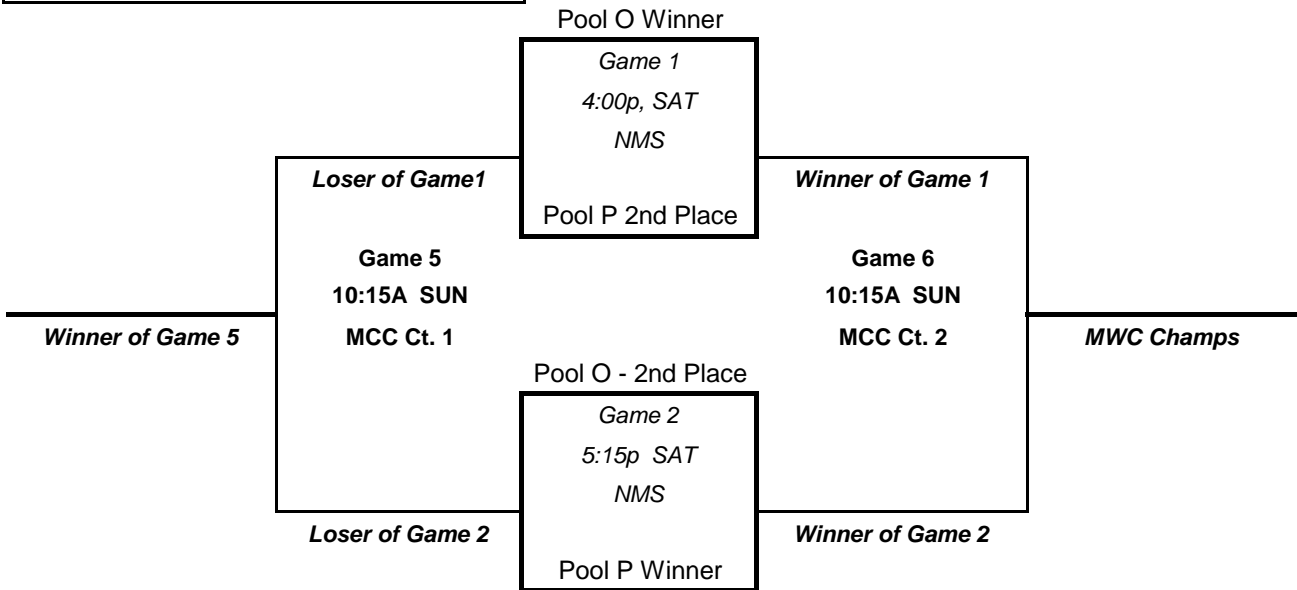 Pool O Winner
Game 1
4:00p, SAT
NMS
Loser of Game1
Winner of Game 1
Pool P 2nd Place
Game 5
Game 6
10:15A SUN
10:15A SUN
Winner of Game 5
MCC Ct. 1
MCC Ct. 2
MWC Champs
Pool O - 2nd Place
Game 2
5:15p SAT
NMS
Loser of Game 2
Winner of Game 2
Pool P Winner